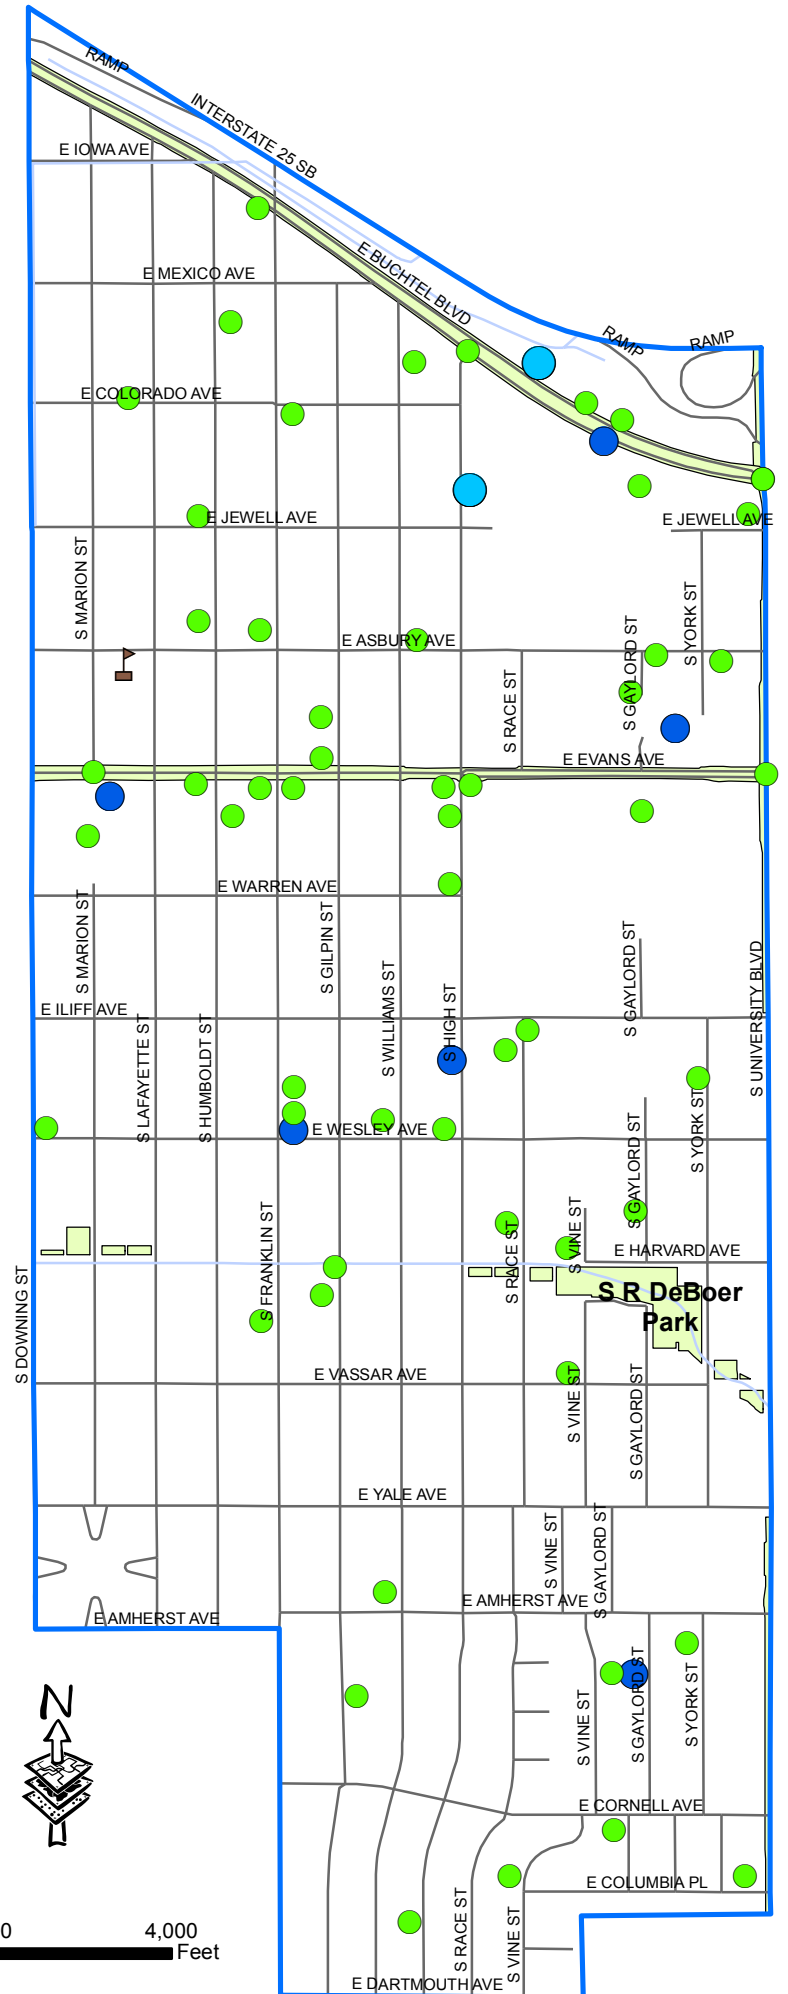 RAMP
INTERSTATE 25 SB
E IOWA AVE
E BUCHTEL BLVD
E MEXICO AVE
RAMP
RAMP
E COLORADO AVE
E JEWELL AVE
E JEWELL AVE
S MARION ST
E ASBURY AVE
S RACE ST
S GAYLORD ST
S YORK ST
E EVANS AVE
E WARREN AVE
S MARION ST
S GILPIN ST
S WILLIAMS ST
S HIGH ST
S GAYLORD ST
S UNIVERSITY BLVD
E ILIFF AVE
S LAFAYETTE ST
S HUMBOLDT ST
E WESLEY AVE
S GAYLORD ST
S YORK ST
S DOWNING ST
S FRANKLIN ST
S RACE ST
S VINE ST
E HARVARD AVE
S R DeBoer
Park
E VASSAR AVE
S VINE ST
S GAYLORD ST
E YALE AVE
S VINE ST
S GAYLORD ST
E AMHERST AVE
E AMHERST AVE
S VINE ST
S GAYLORD ST
S YORK ST
N
E CORNELL AVE
E COLUMBIA PL
S RACE ST
S VINE ST
0
4,000
Feet
E DARTMOUTH AVE